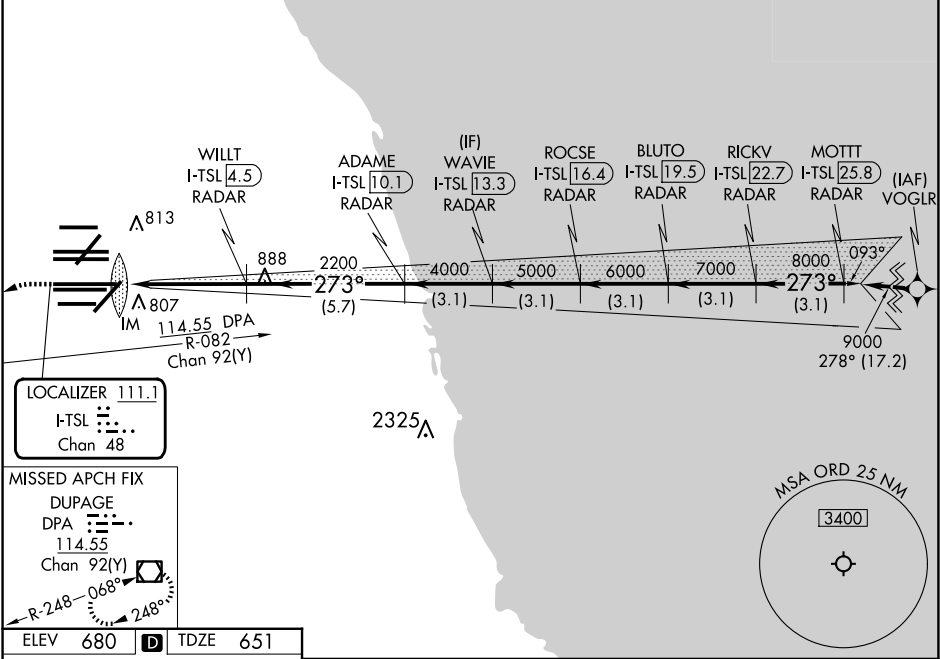 WILLT
I-TSL 4.5
RADAR
ADAME
I-TSL 10.1
RADAR
(IF)
WAVIE
I-TSL 13.3
RADAR
ROCSE
I-TSL 16.4
RADAR
BLUTO
I-TSL 19.5
RADAR
RICKV
I-TSL 22.7
RADAR
MOTTT
I-TSL 25.8
RADAR
(IAF)
VOGLR
813
888
2200
4000
5000
6000
7000
8000
093°
273°
273°
(5.7)
(3.1)
(3.1)
(3.1)
(3.1)
(3.1)
807
IM
9000
278° (17.2)
114.55 DPA
R-082
Chan 92(Y)
LOCALIZER 111.1
I-TSL
Chan 48
2325
MISSED APCH FIX
DUPAGE
DPA
114.55
Chan 92(Y)
R-248
068°
248°
MSA ORD 25 NM
3400
ELEV 680 D TDZE 651